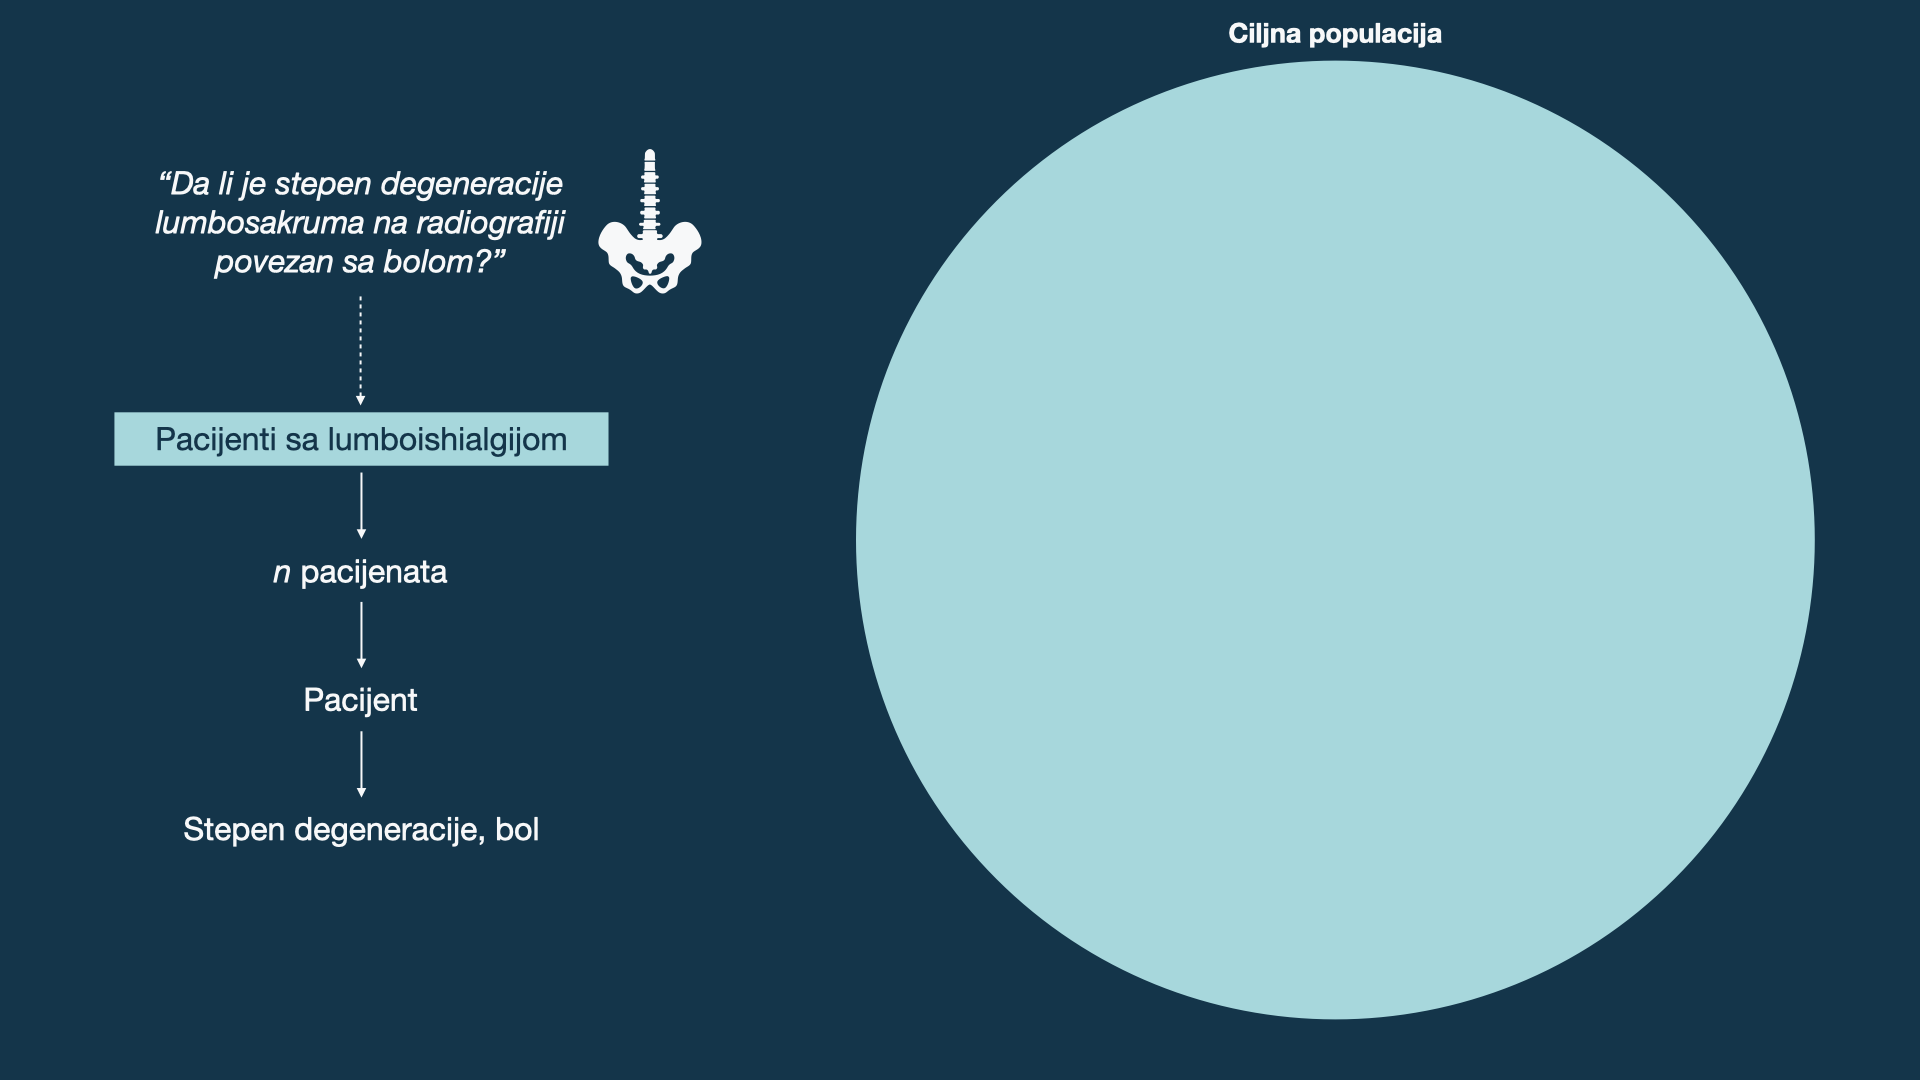 Ciljna populacija
“Da li je stepen degeneracije
lumbosakruma na radiografiji
povezan sa bolom?”
Pacijenti sa lumboishialgijom
n pacijenata
Pacijent
Stepen degeneracije, bol